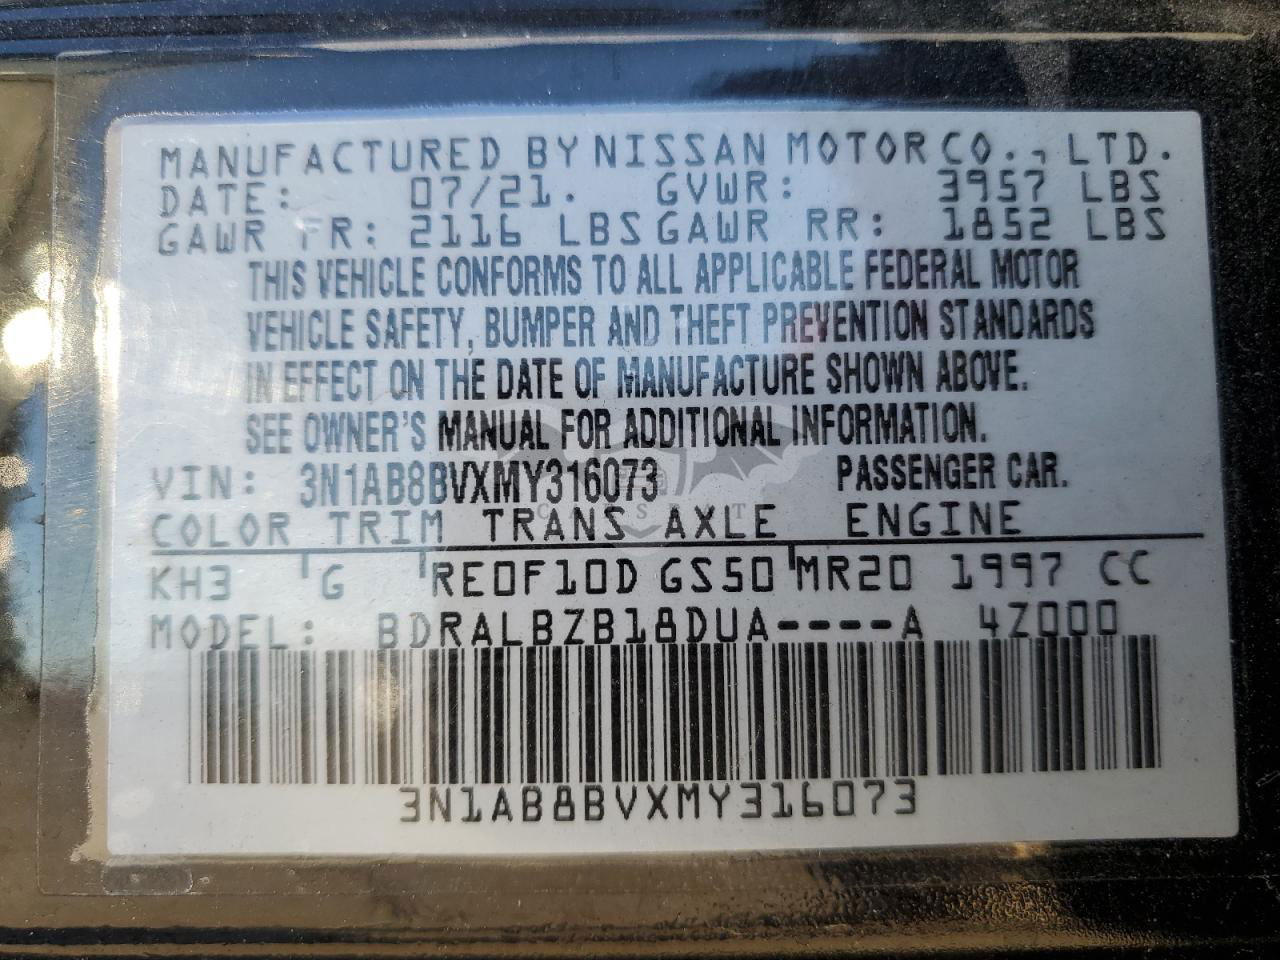 MANUFACTURED BY NISSAN MOTOR CO., LTD.
DATE: 07/21. GVWR: 3957 LBS
GAWR FR: 2116 LBS GAWR RR: 1852 LBS
THIS VEHICLE CONFORMS TO ALL APPLICABLE FEDERAL MOTOR
VEHICLE SAFETY, BUMPER AND THEFT PREVENTION STANDARDS
IN EFFECT ON THE DATE OF MANUFACTURE SHOWN ABOVE.
SEE OWNER'S MANUAL FOR ADDITIONAL INFORMATION.
VIN: 3N1AB8BVXMY316073 PASSENGER CAR.
COLOR TRIM TRANS AXLE ENGINE
KH3 G RE0F10D GS50 MR20 1997 CC
MODEL: BDRALBZB18DUA----A 4Z000
3N1AB8BVXMY316073